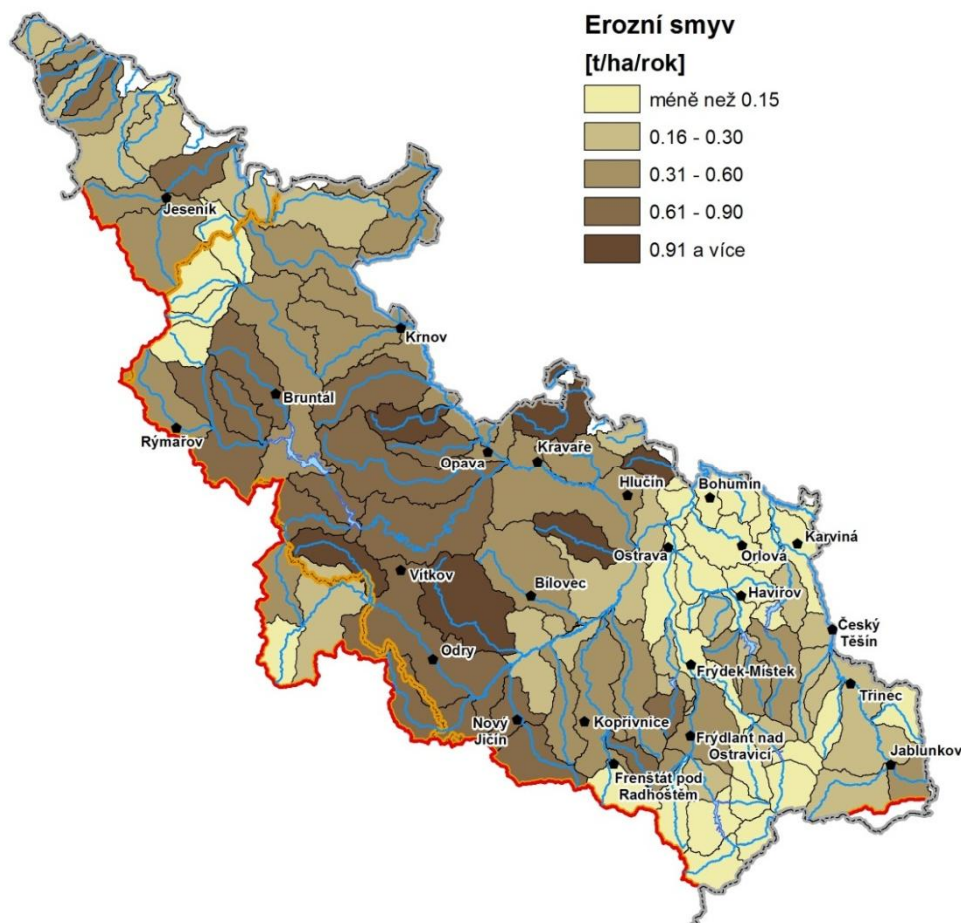 Erozní smyv
[t/ha/rok]
méně než 0.15
0.16 - 0.30
0.31 - 0.60
0.61 - 0.90
0.91 a více
Jeseník
Krnov
Bruntál
Rýmařov
Opava
Kravaře
Hlučín
Bohumín
Ostrava
Orlová
Karviná
Vítkov
Bílovec
Havířov
Český
Těšín
Odry
Frýdek-Místek
Třinec
Nový
Jičín
Kopřivnice
Frýdlant nad
Ostravicí
Jablunkov
Frenštát pod
Radhoštěm